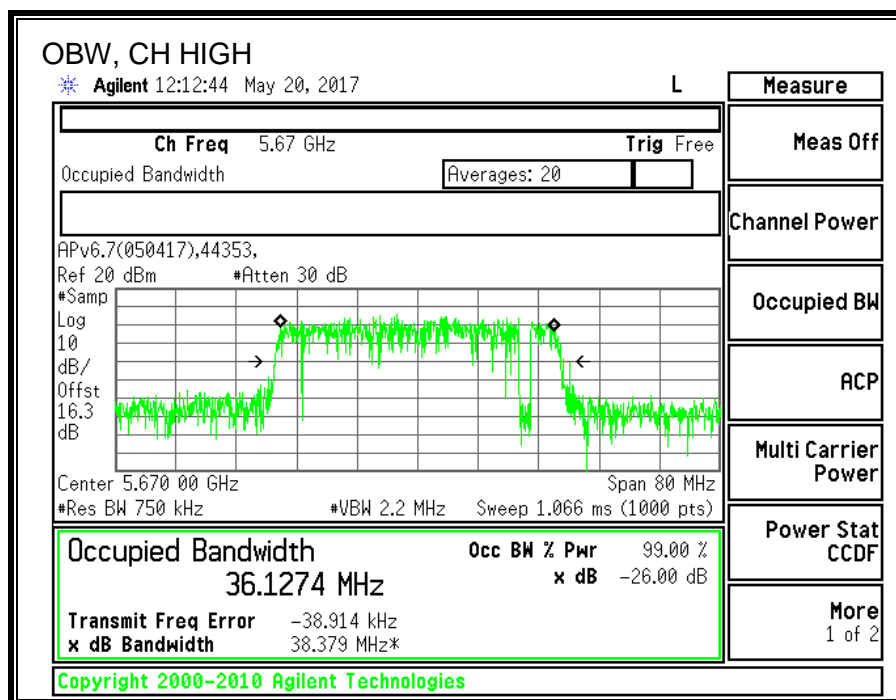 OBW, CH HIGH
Agilent 12:12:44 May 20, 2017 L
Measure
Ch Freq 5.67 GHz Trig Free
Occupied Bandwidth Averages: 20
APv6.7(050417),44353,
Ref 20 dBm #Atten 30 dB
#Samp
Log
10
dB/
Offst
16.3
dB
Center 5.670 00 GHz Span 80 MHz
#Res BW 750 kHz #VBW 2.2 MHz Sweep 1.066 ms (1000 pts)
Occupied Bandwidth Occ BW % Pwr 99.00 %
36.1274 MHz x dB -26.00 dB
Transmit Freq Error -38.914 kHz
x dB Bandwidth 38.379 MHz*
Meas Off
Channel Power
Occupied BW
ACP
Multi Carrier
Power
Power Stat
CCDF
More
1 of 2
Copyright 2000-2010 Agilent Technologies